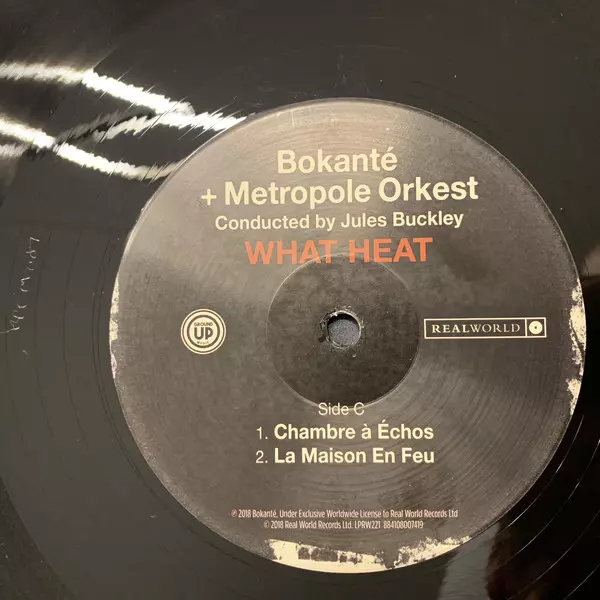 Bokanté
+ Metropole Orkest
Conducted by Jules Buckley
WHAT HEAT
GROUND
UP
MUSIC
REALWORLD
Side C
1. Chambre à Échos
2. La Maison En Feu
℗ 2018 Bokanté, Under Exclusive Worldwide License to Real World Records Ltd
© 2018 Real World Records Ltd. LPRW221 884108007419